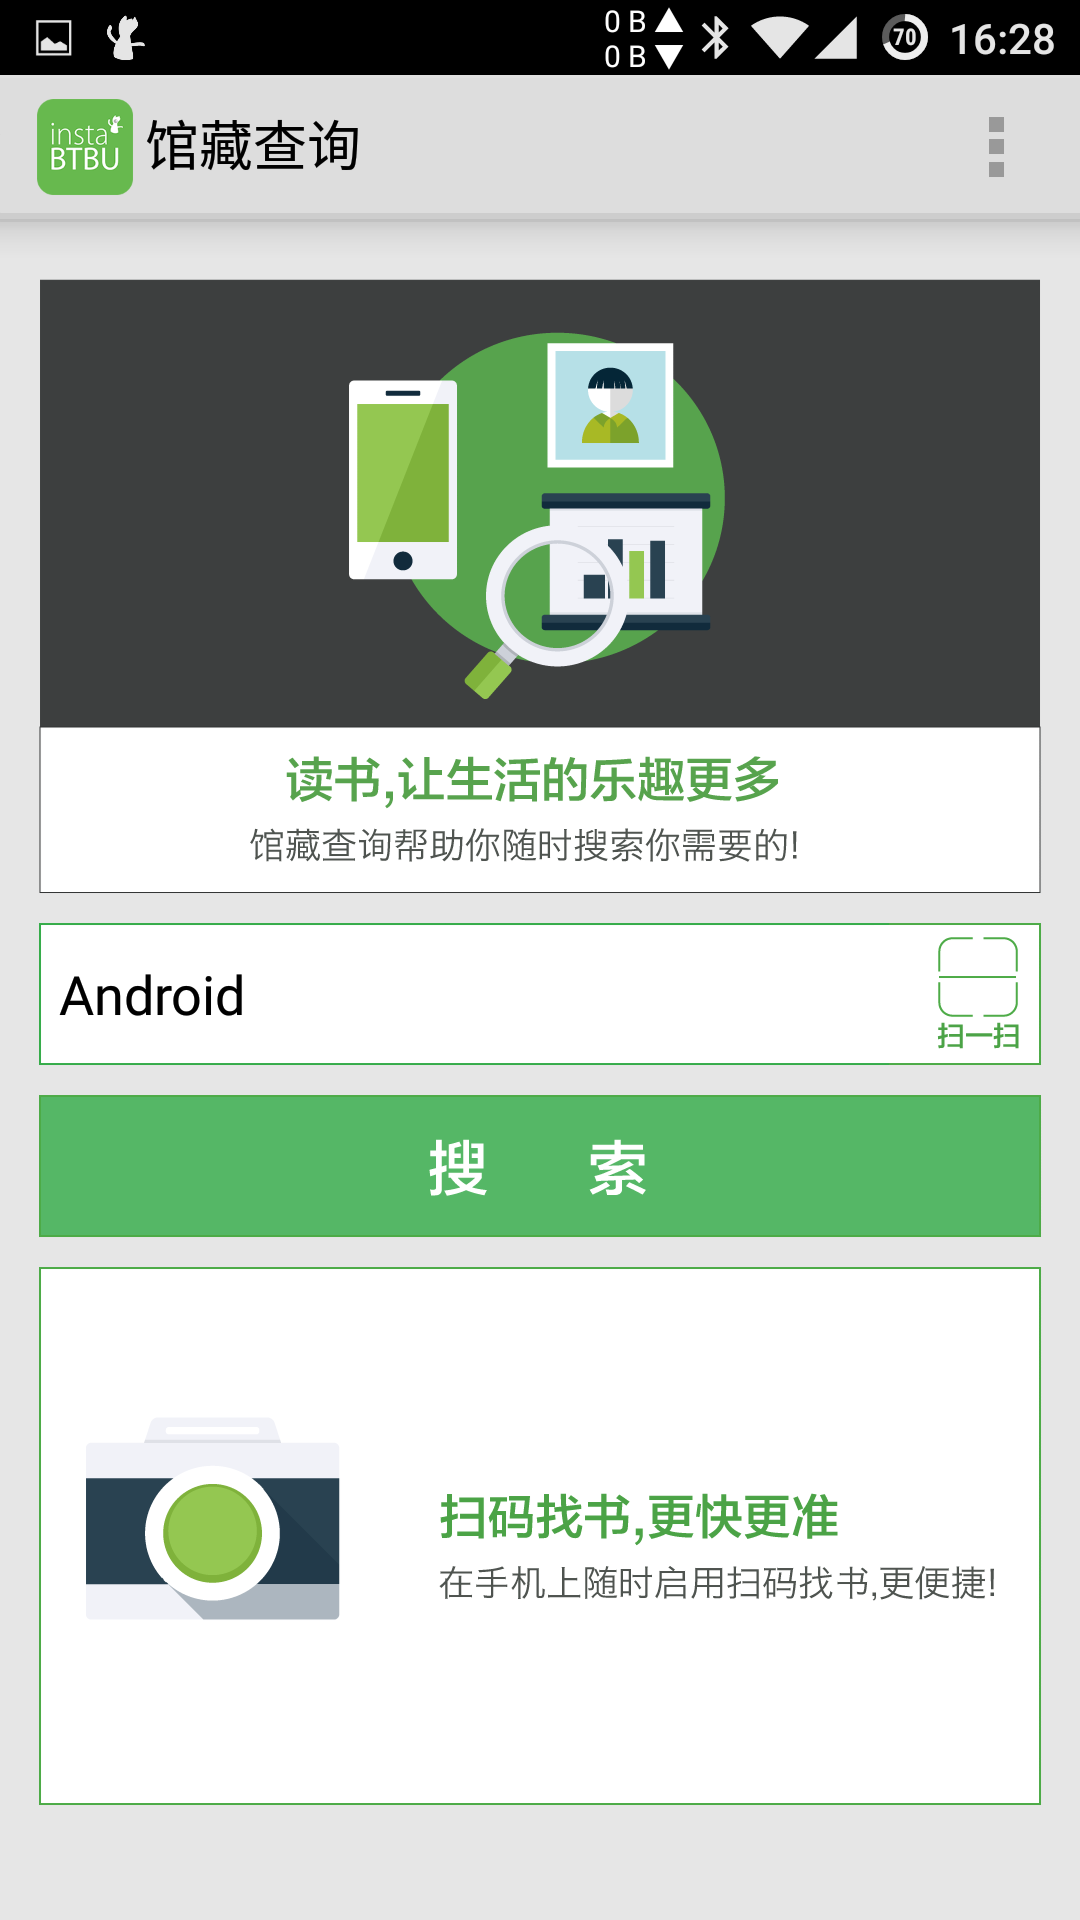 0 B
0 B
70
16:28
insta
BTBU
馆藏查询
读书,让生活的乐趣更多
馆藏查询帮助你随时搜索你需要的!
Android
扫一扫
搜 索
扫码找书,更快更准
在手机上随时启用扫码找书,更便捷!